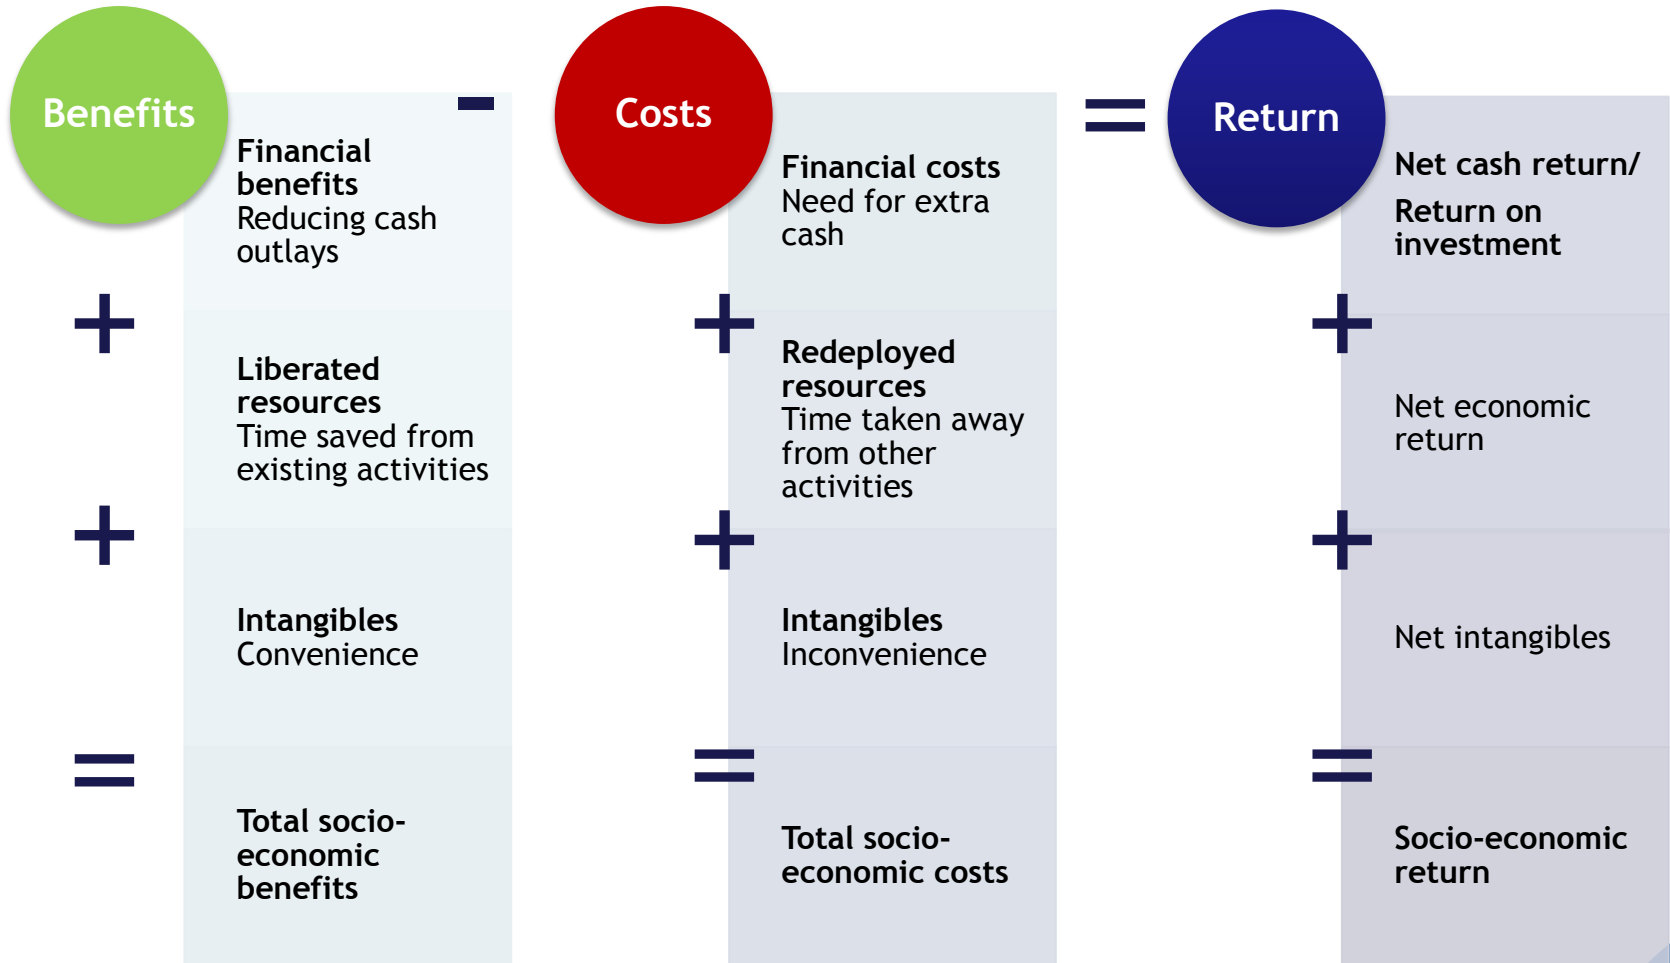 Benefits
-
Financial
benefits
Reducing cash
outlays
+
Liberated
resources
Time saved from
existing activities
+
Intangibles
Convenience
=
Total socio-
economic
benefits
Costs
=
Financial costs
Need for extra
cash
+
Redeployed
resources
Time taken away
from other
activities
+
Intangibles
Inconvenience
=
Total socio-
economic costs
Return
Net cash return/
Return on
investment
+
Net economic
return
+
Net intangibles
=
Socio-economic
return